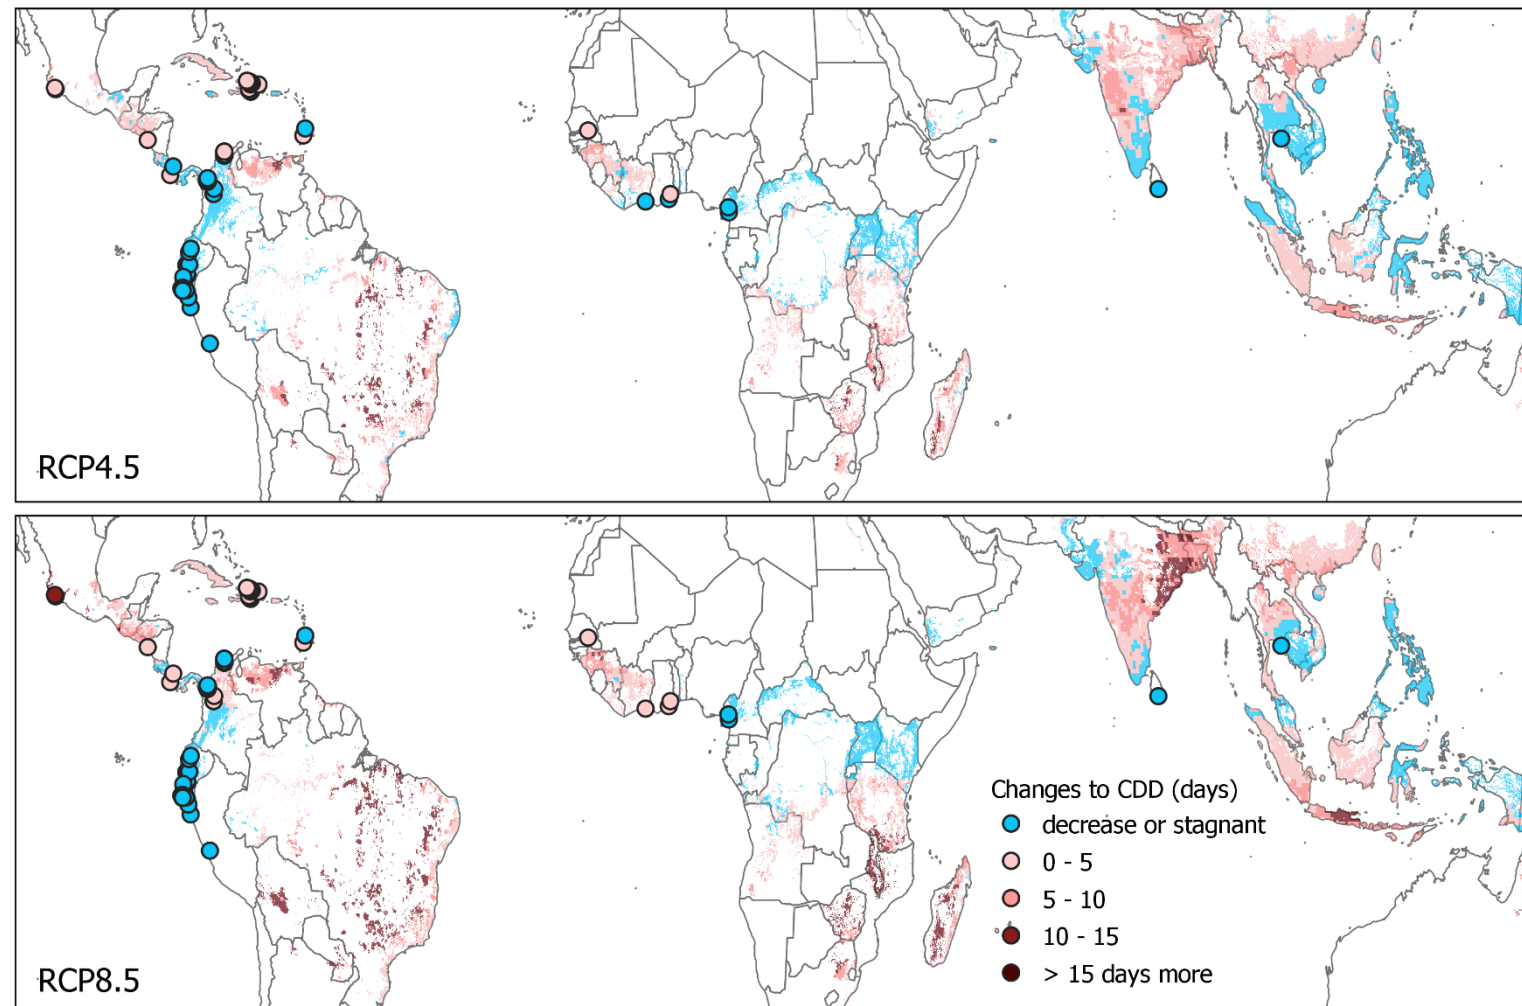 RCP4.5
Changes to CDD (days)
decrease or stagnant
0 - 5
5 - 10
10 - 15
> 15 days more
RCP8.5